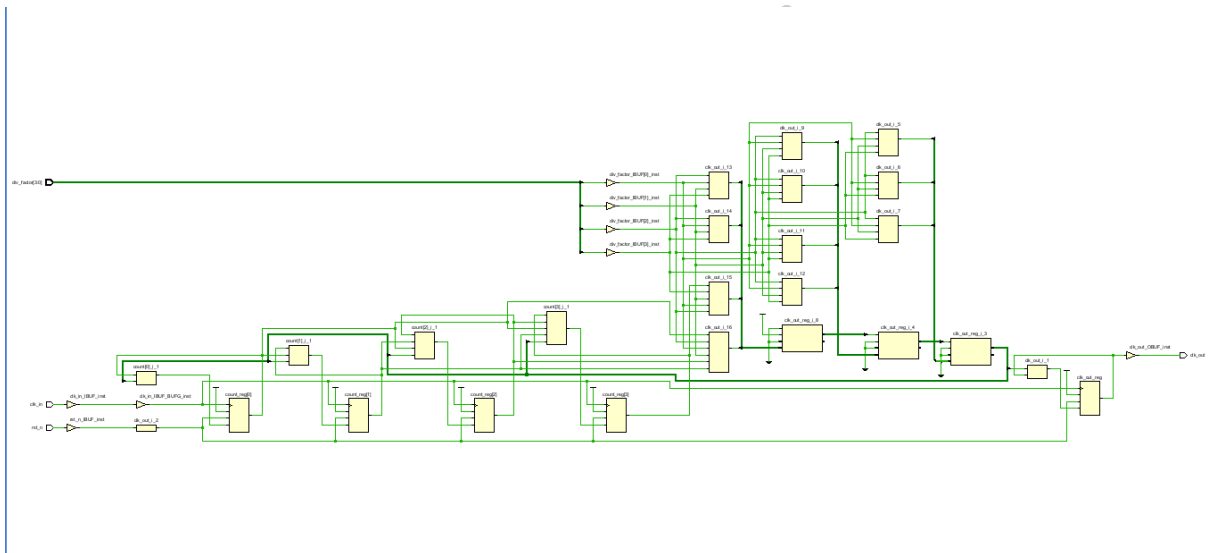 clk_out_i_5
clk_out_i_9
clk_out_i_13
div_factor_IBUF[0]_inst
clk_out_i_6
clk_out_i_10
div_factor[3:0]
div_factor_IBUF[1]_inst
clk_out_i_14
clk_out_i_7
div_factor_IBUF[2]_inst
clk_out_i_11
div_factor_IBUF[3]_inst
clk_out_i_15
clk_out_i_12
count[3]_i_1
clk_out_reg_i_8
clk_out_reg_i_4
count[2]_i_1
clk_out_i_16
clk_out_reg_i_3
count[1]_i_1
clk_out_OBUF_inst
clk_out
count[0]_i_1
clk_out_i_1
clk_out_reg
clk_in_IBUF_inst
clk_in_IBUF_BUFG_inst
count_reg[0]
count_reg[1]
count_reg[2]
count_reg[3]
clk_in
rst_n_IBUF_inst
clk_out_i_2
rst_n